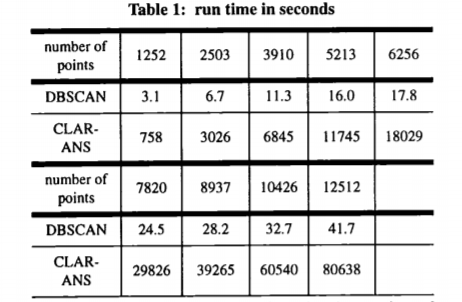 Table 1: run time in seconds
number of points 1252 2503 3910 5213 6256
DBSCAN 3.1 6.7 11.3 16.0 17.8
CLAR-
ANS 758 3026 6845 11745 18029
number of points 7820 8937 10426 12512
DBSCAN 24.5 28.2 32.7 41.7
CLAR-
ANS 29826 39265 60540 80638